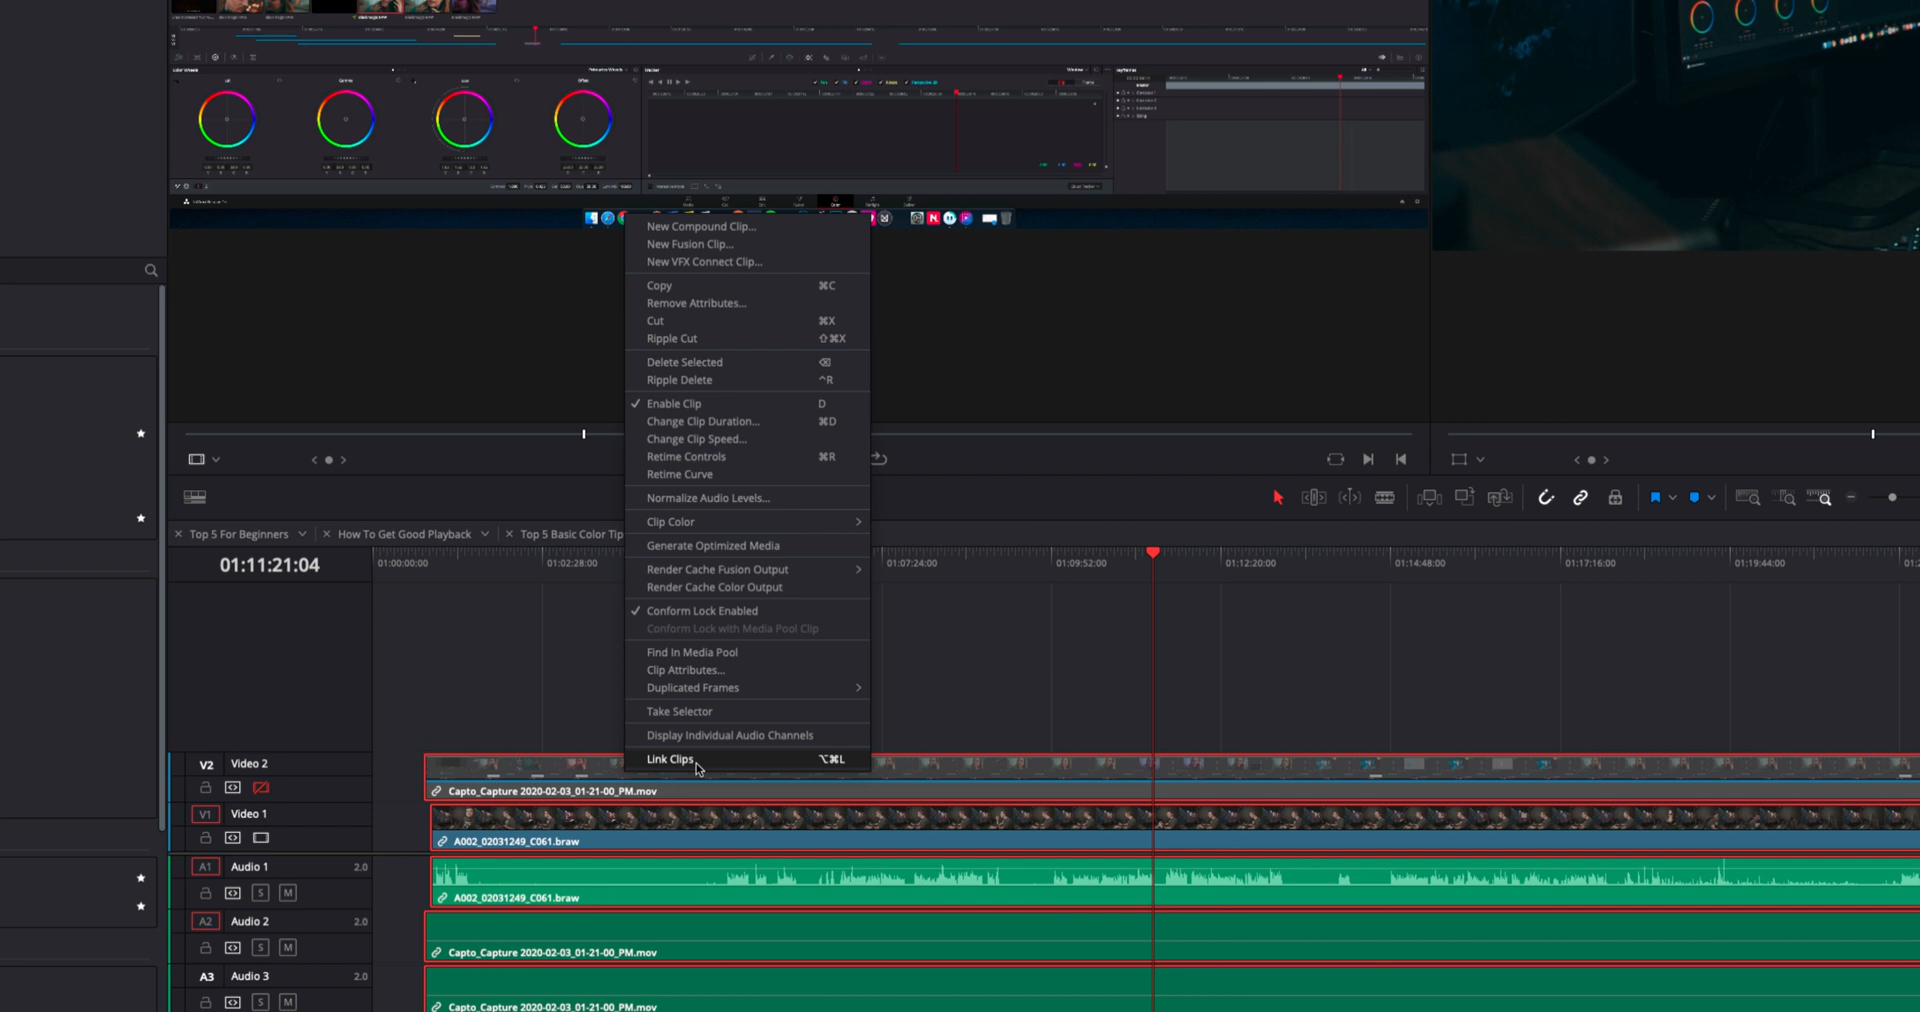 New Compound Clip...
New Fusion Clip...
New VFX Connect Clip...
Copy ⌘C
Remove Attributes...
Cut ⌘X
Ripple Cut ⇧⌘X
Delete Selected ⌫
Ripple Delete ^R
✓ Enable Clip D
Change Clip Duration... ⌘D
Change Clip Speed...
Retime Controls ⌘R
Retime Curve
Normalize Audio Levels...
Clip Color >
Generate Optimized Media
Render Cache Fusion Output >
Render Cache Color Output
✓ Conform Lock Enabled
Conform Lock with Media Pool Clip
Find In Media Pool
Clip Attributes...
Duplicated Frames >
Take Selector
Display Individual Audio Channels
Link Clips ⌥⌘L
Top 5 For Beginners
How To Get Good Playback
Top 5 Basic Color Tip
01:11:21:04
01:00:00:00
01:02:28:00
01:07:24:00
01:09:52:00
01:12:20:00
01:14:48:00
01:17:16:00
01:19:44:00
V2 Video 2
Capto_Capture 2020-02-03_01-21-00_PM.mov
V1 Video 1
A002_02031249_C061.braw
A1 Audio 1 2.0
S M
A002_02031249_C061.braw
A2 Audio 2 2.0
S M
Capto_Capture 2020-02-03_01-21-00_PM.mov
A3 Audio 3 2.0
S M
Capto_Capture 2020-02-03_01-21-00_PM.mov